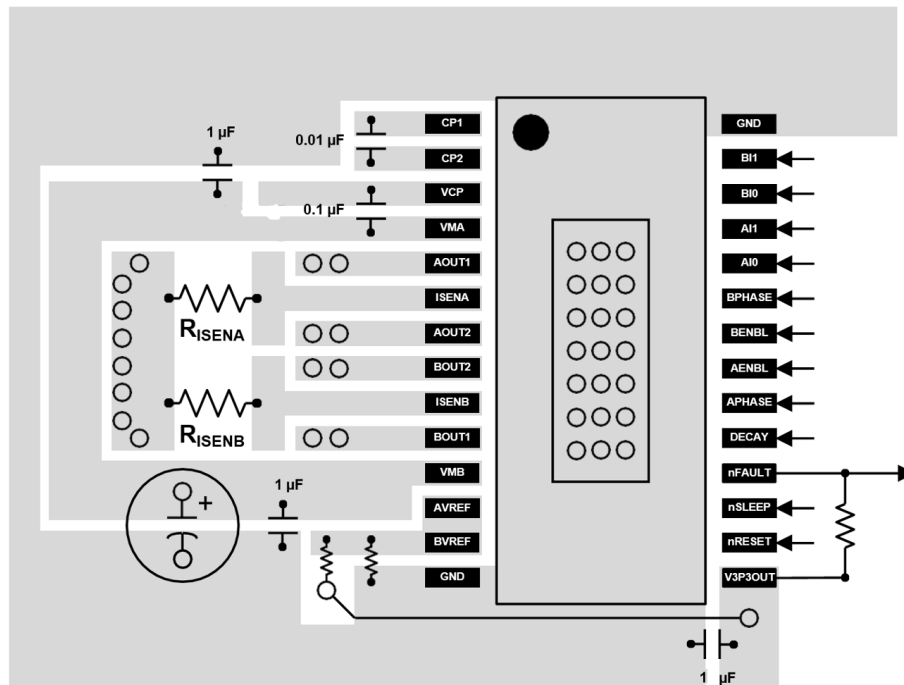 CP1
GND
1 µF
0.01 µF
CP2
BI1
VCP
BI0
0.1 µF
VMA
AI1
AOUT1
AI0
ISENA
BPHASE
RISENA
AOUT2
BENBL
BOUT2
AENBL
ISENB
APHASE
RISENB
BOUT1
DECAY
VMB
nFAULT
1 µF
+
AVREF
nSLEEP
BVREF
nRESET
GND
V3P3OUT
1 µF